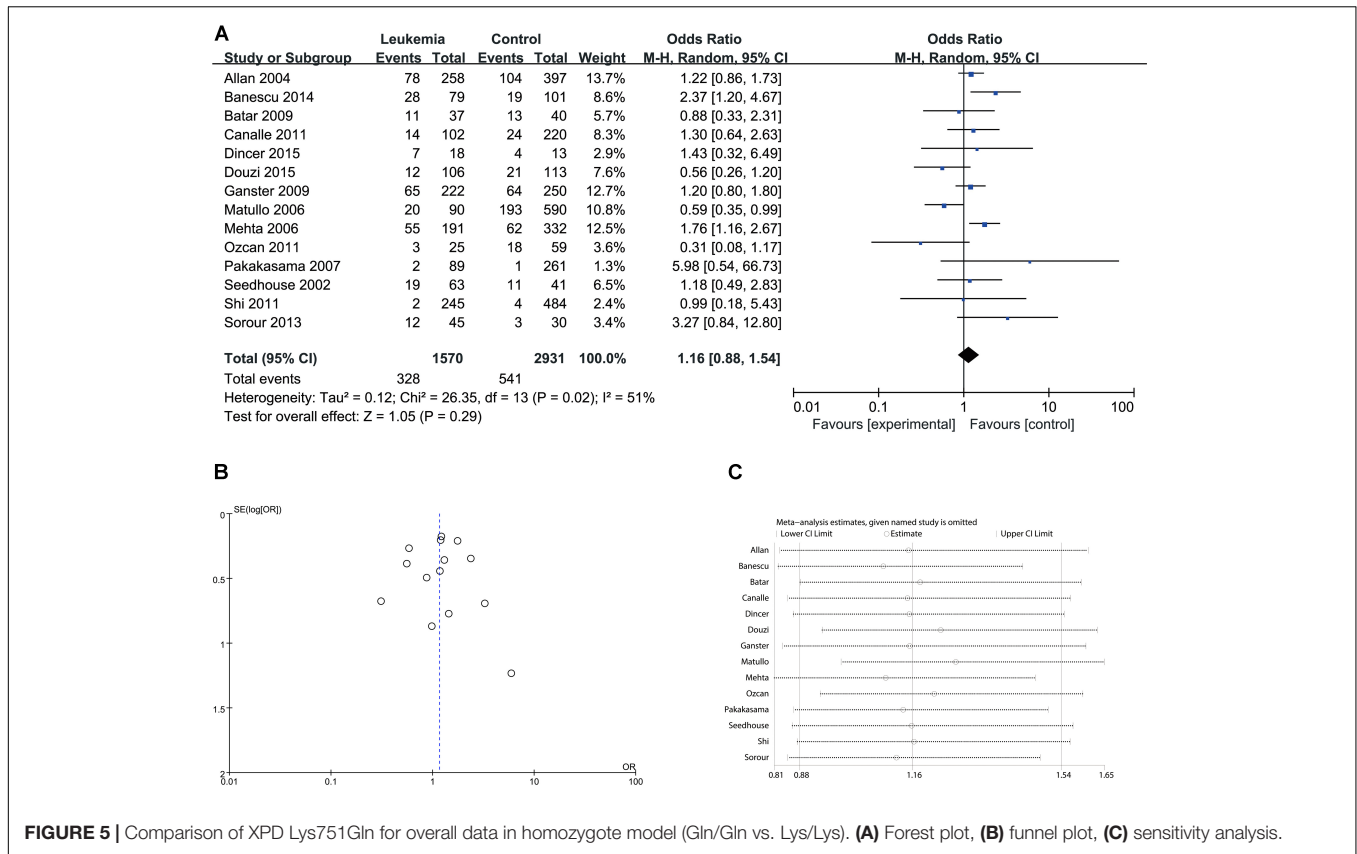 A
Leukemia Control Odds Ratio Odds Ratio
Study or Subgroup Events Total Events Total Weight M-H, Random, 95% CI M-H, Random, 95% CI
Allan 2004 78 258 104 397 13.7% 1.22 [0.86, 1.73]
Banescu 2014 28 79 19 101 8.6% 2.37 [1.20, 4.67]
Batar 2009 11 37 13 40 5.7% 0.88 [0.33, 2.31]
Canalle 2011 14 102 24 220 8.3% 1.30 [0.64, 2.63]
Dincer 2015 7 18 4 13 2.9% 1.43 [0.32, 6.49]
Douzi 2015 12 106 21 113 7.6% 0.56 [0.26, 1.20]
Ganster 2009 65 222 64 250 12.7% 1.20 [0.80, 1.80]
Matullo 2006 20 90 193 590 10.8% 0.59 [0.35, 0.99]
Mehta 2006 55 191 62 332 12.5% 1.76 [1.16, 2.67]
Ozcan 2011 3 25 18 59 3.6% 0.31 [0.08, 1.17]
Pakakasama 2007 2 89 1 261 1.3% 5.98 [0.54, 66.73]
Seedhouse 2002 19 63 11 41 6.5% 1.18 [0.49, 2.83]
Shi 2011 2 245 4 484 2.4% 0.99 [0.18, 5.43]
Sorour 2013 12 45 3 30 3.4% 3.27 [0.84, 12.80]
Total (95% CI) 1570 2931 100.0% 1.16 [0.88, 1.54]
Total events 328 541
Heterogeneity: Tau² = 0.12; Chi² = 26.35, df = 13 (P = 0.02); I² = 51%
Test for overall effect: Z = 1.05 (P = 0.29)
0.01 0.1 1 10 100
Favours [experimental] Favours [control]
B
SE(log[OR])
0
0.5
1
1.5
2
0.01 0.1 1 10 100
OR
C
Meta−analysis estimates, given named study is omitted
Lower CI Limit Estimate Upper CI Limit
Allan
Banescu
Batar
Canalle
Dincer
Douzi
Ganster
Matullo
Mehta
Ozcan
Pakakasama
Seedhouse
Shi
Sorour
0.81 0.88 1.16 1.54 1.65
FIGURE 5 | Comparison of XPD Lys751Gln for overall data in homozygote model (Gln/Gln vs. Lys/Lys). (A) Forest plot, (B) funnel plot, (C) sensitivity analysis.